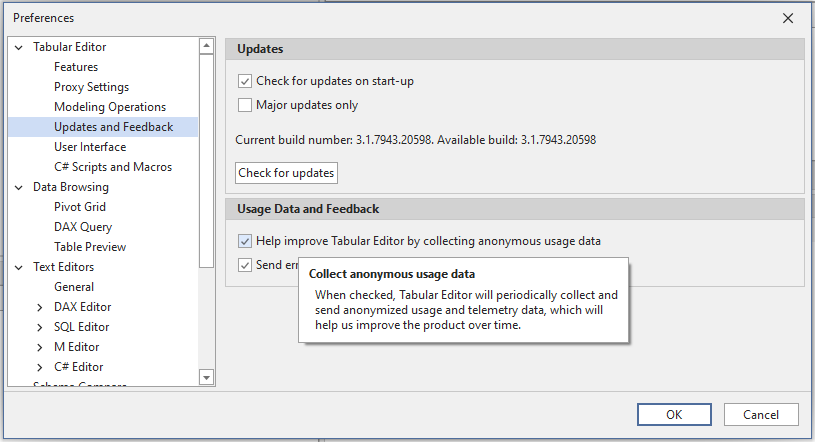 Preferences
Tabular Editor
Features
Proxy Settings
Modeling Operations
Updates and Feedback
User Interface
C# Scripts and Macros
Data Browsing
Pivot Grid
DAX Query
Table Preview
Text Editors
General
DAX Editor
SQL Editor
M Editor
C# Editor
Updates
Check for updates on start-up
Major updates only
Current build number: 3.1.7943.20598. Available build: 3.1.7943.20598
Check for updates
Usage Data and Feedback
Help improve Tabular Editor by collecting anonymous usage data
Send
Collect anonymous usage data
When checked, Tabular Editor will periodically collect and
send anonymized usage and telemetry data, which will
help us improve the product over time.
OK
Cancel